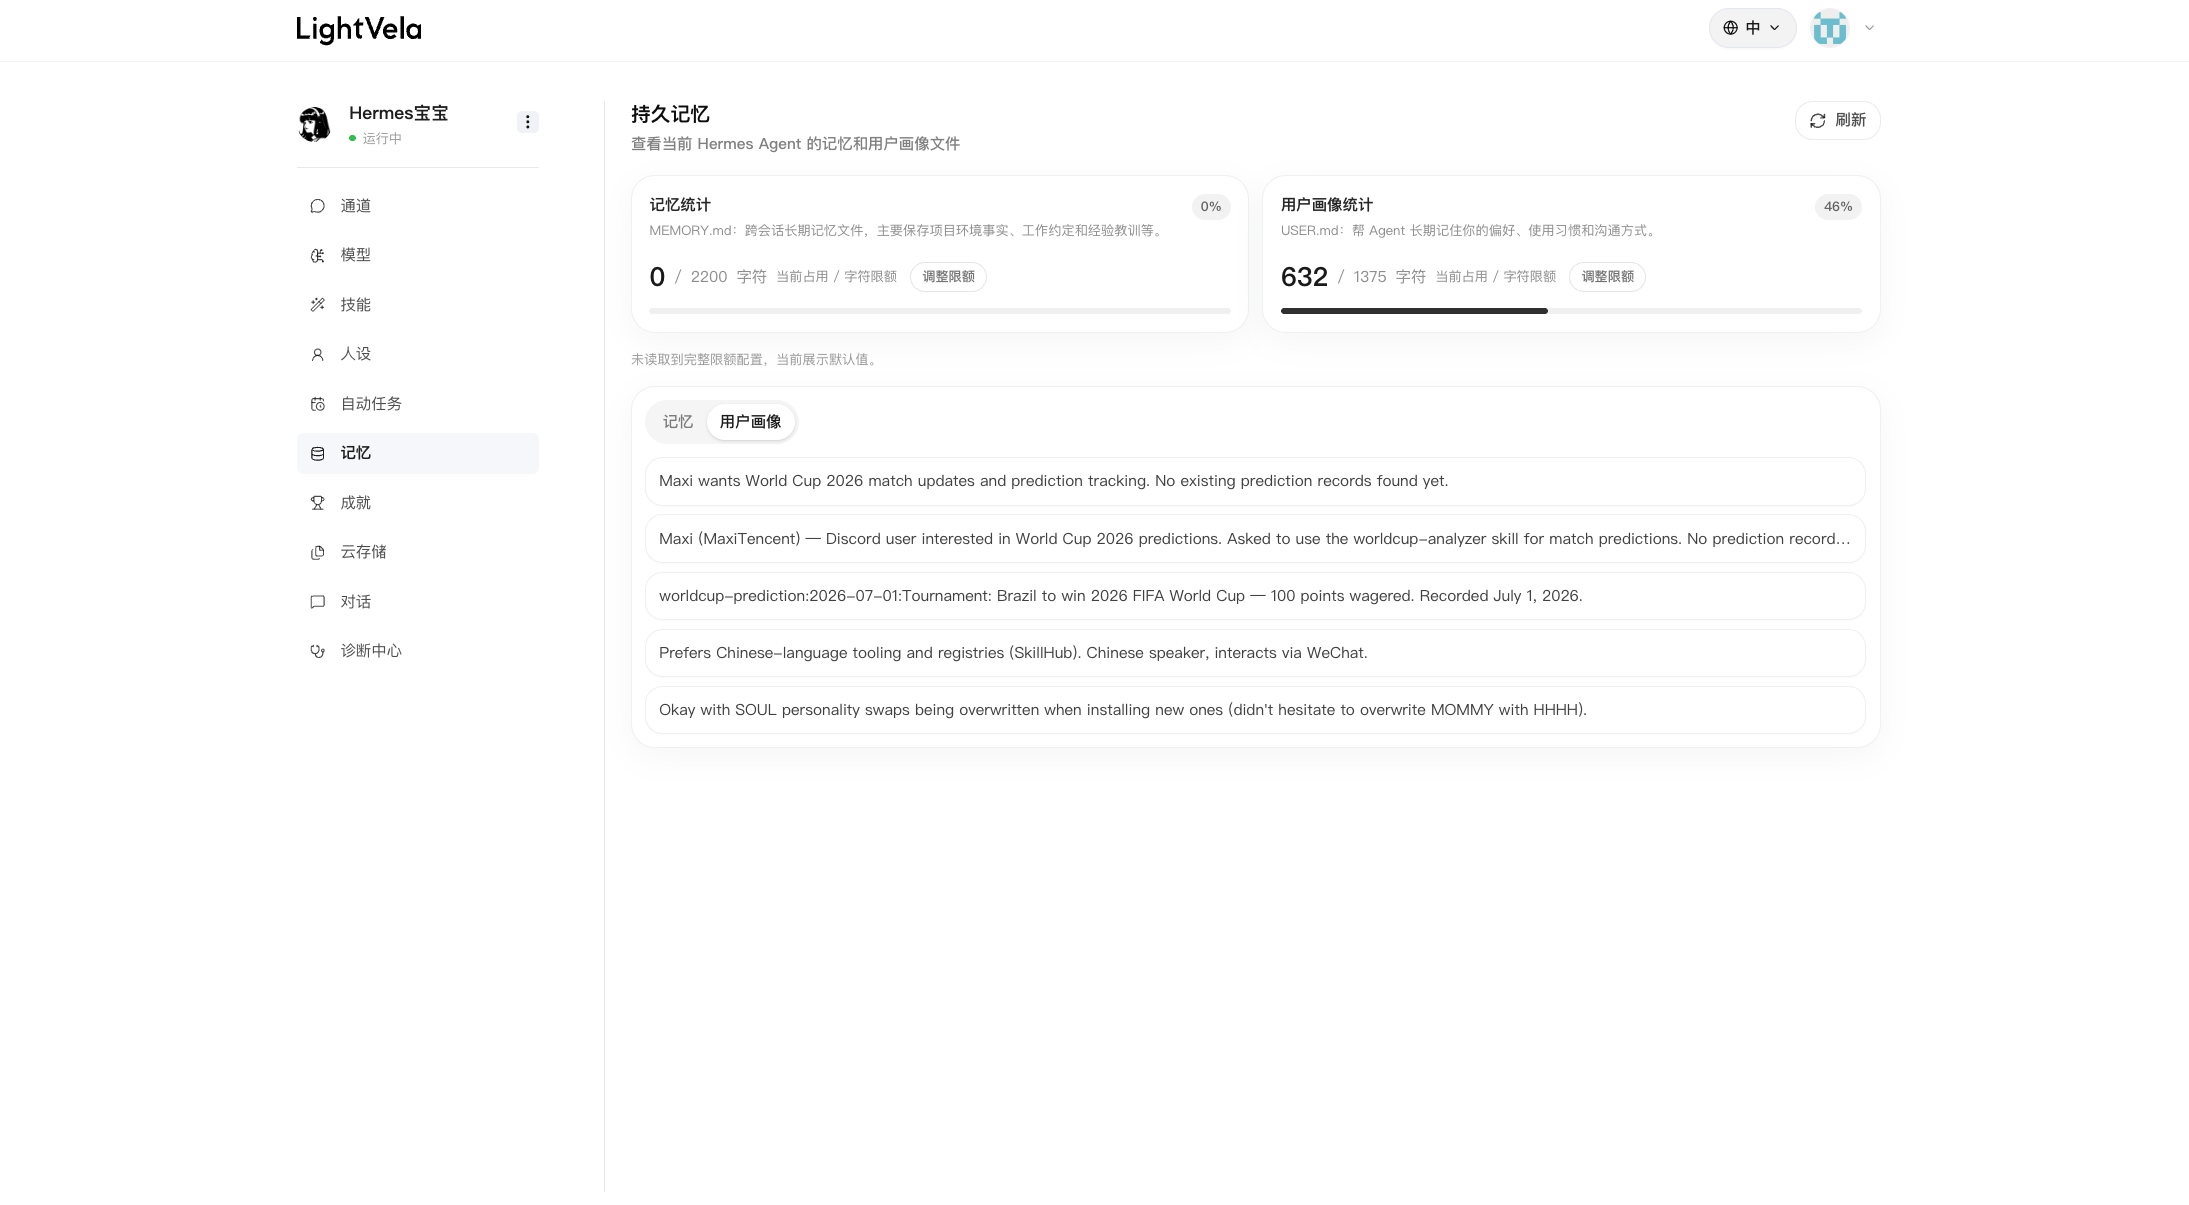 LightVela
中
Hermes宝宝
运行中
通道
模型
技能
人设
自动任务
记忆
成就
云存储
对话
诊断中心
持久记忆
查看当前 Hermes Agent 的记忆和用户画像文件
刷新
记忆统计
0%
MEMORY.md：跨会话长期记忆文件，主要保存项目环境事实、工作约定和经验教训等。
0 / 2200 字符 当前占用 / 字符限额 调整限额
用户画像统计
46%
USER.md：帮 Agent 长期记住你的偏好、使用习惯和沟通方式。
632 / 1375 字符 当前占用 / 字符限额 调整限额
未读取到完整限额配置，当前展示默认值。
记忆 用户画像
Maxi wants World Cup 2026 match updates and prediction tracking. No existing prediction records found yet.
Maxi (MaxiTencent) — Discord user interested in World Cup 2026 predictions. Asked to use the worldcup-analyzer skill for match predictions. No prediction record...
worldcup-prediction:2026-07-01:Tournament: Brazil to win 2026 FIFA World Cup — 100 points wagered. Recorded July 1, 2026.
Prefers Chinese-language tooling and registries (SkillHub). Chinese speaker, interacts via WeChat.
Okay with SOUL personality swaps being overwritten when installing new ones (didn't hesitate to overwrite MOMMY with HHHH).